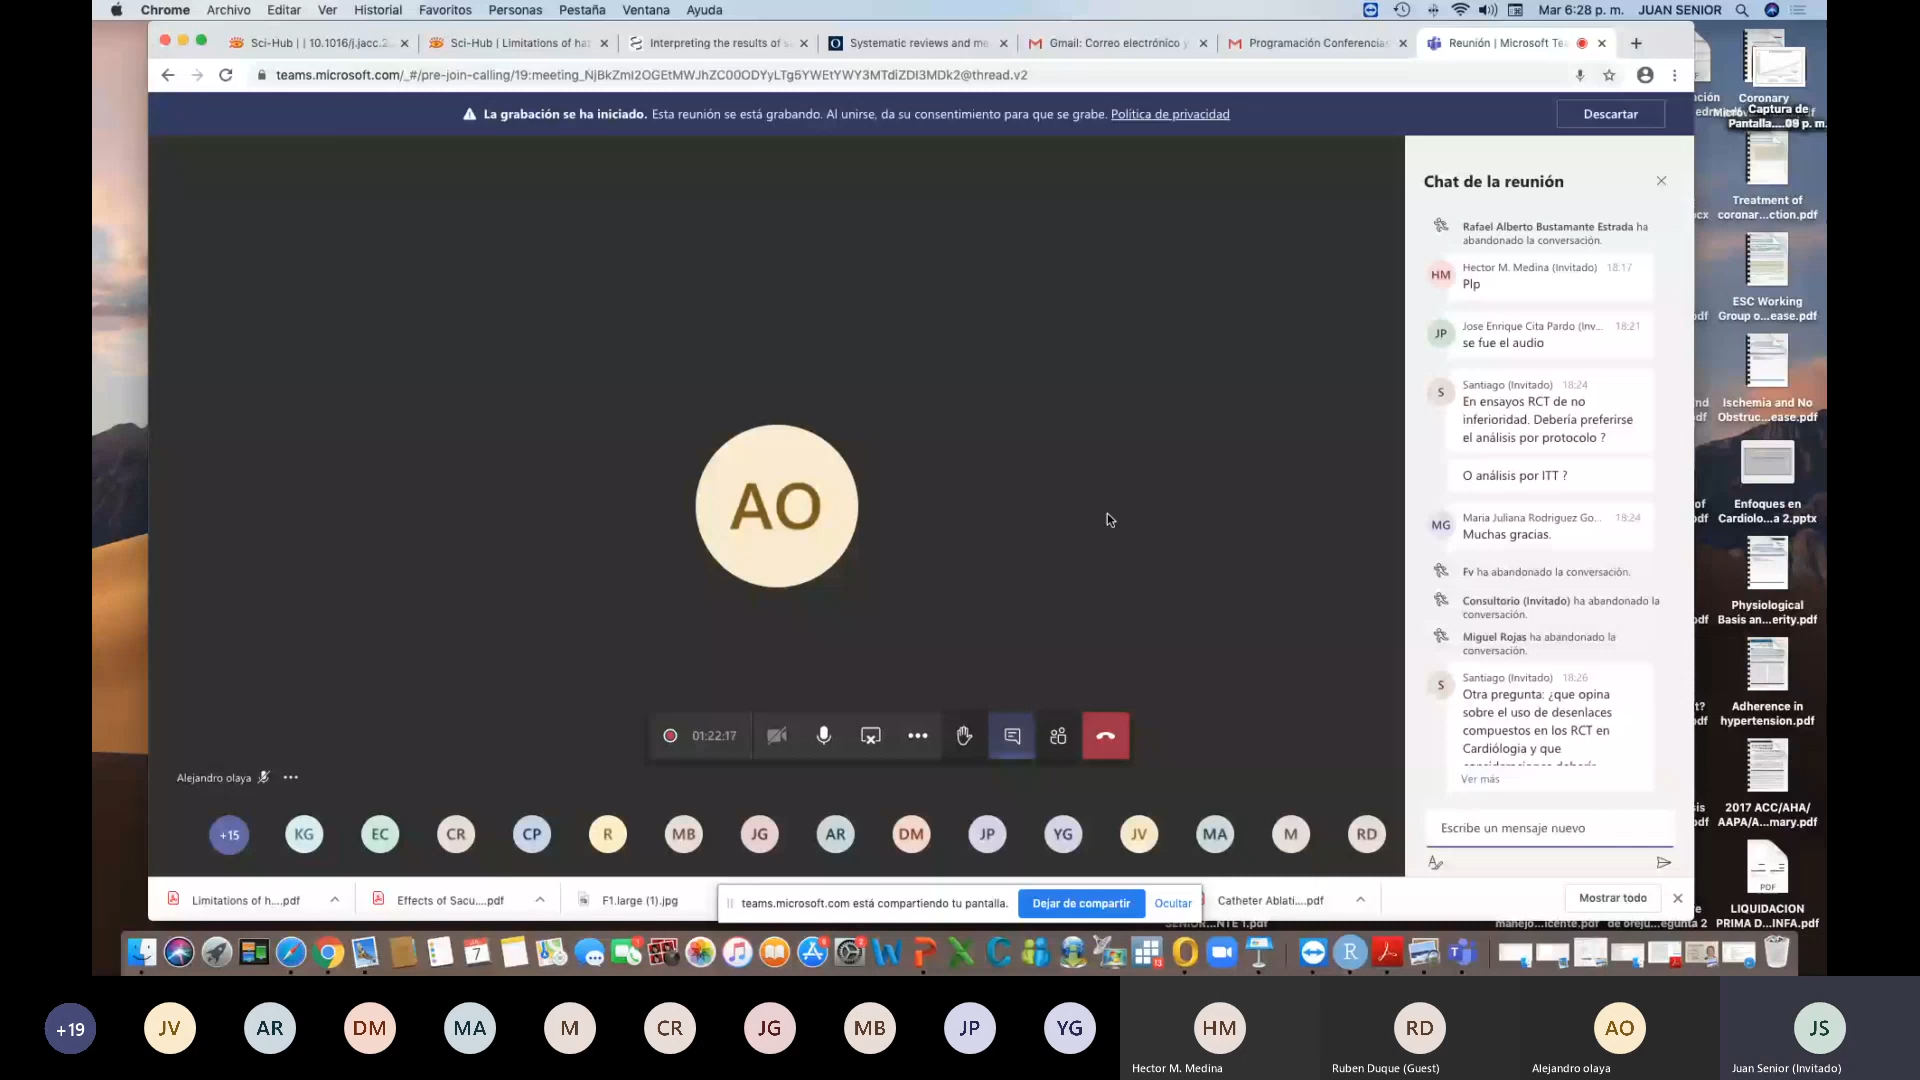 Chrome Archivo Editar Ver Historial Favoritos Personas Pestaña Ventana Ayuda
Mar 6:28 p. m. JUAN SENIOR
Sci-Hub | | 10.1016/j.jacc.2
Sci-Hub | Limitations of ha
Interpreting the results of s
Systematic reviews and me
Gmail: Correo electrónico y
Programación Conferencias
Reunión | Microsoft Te
teams.microsoft.com/_#/pre-join-calling/19:meeting_NjBkZmI2OGEtMWJhZC00ODYyLTg5YWEtYWY3MTdiZDI3MDk2@thread.v2
La grabación se ha iniciado. Esta reunión se está grabando. Al unirse, da su consentimiento para que se grabe. Política de privacidad
Descartar
Chat de la reunión
Rafael Alberto Bustamante Estrada ha
abandonado la conversación.
HM
Hector M. Medina (Invitado) 18:17
Plp
JP
Jose Enrique Cita Pardo (Inv... 18:21
se fue el audio
S
Santiago (Invitado) 18:24
En ensayos RCT de no
inferioridad. Debería preferirse
el análisis por protocolo ?
O análisis por ITT ?
MG
Maria Juliana Rodriguez Go... 18:24
Muchas gracias.
Fv ha abandonado la conversación.
Consultorio (Invitado) ha abandonado la
conversación.
Miguel Rojas ha abandonado la
conversación.
S
Santiago (Invitado) 18:26
Otra pregunta: ¿que opina
sobre el uso de desenlaces
compuestos en los RCT en
Cardiólogia y que
Ver más
Escribe un mensaje nuevo
AO
01:22:17
Alejandro olaya
+15 KG EC CR CP R MB JG AR DM JP YG JV MA M RD
Limitations of h....pdf
Effects of Sacu....pdf
F1.large (1).jpg
teams.microsoft.com está compartiendo tu pantalla.
Dejar de compartir
Ocultar
Catheter Ablati....pdf
Mostrar todo
Coronary
Captura de
Pantalla....09 p. m.
Treatment of
coronar...ction.pdf
ESC Working
Group o...ease.pdf
Ischemia and No
Obstruc...ease.pdf
Enfoques en
Cardiolo...a 2.pptx
Physiological
Basis an...erity.pdf
Adherence in
hypertension.pdf
2017 ACC/AHA/
AAPA/A...mary.pdf
PDF
LIQUIDACION
PRIMA D...INFA.pdf
+19 JV AR DM MA M CR JG MB JP YG HM RD AO JS
Hector M. Medina
Ruben Duque (Guest)
Alejandro olaya
Juan Senior (Invitado)